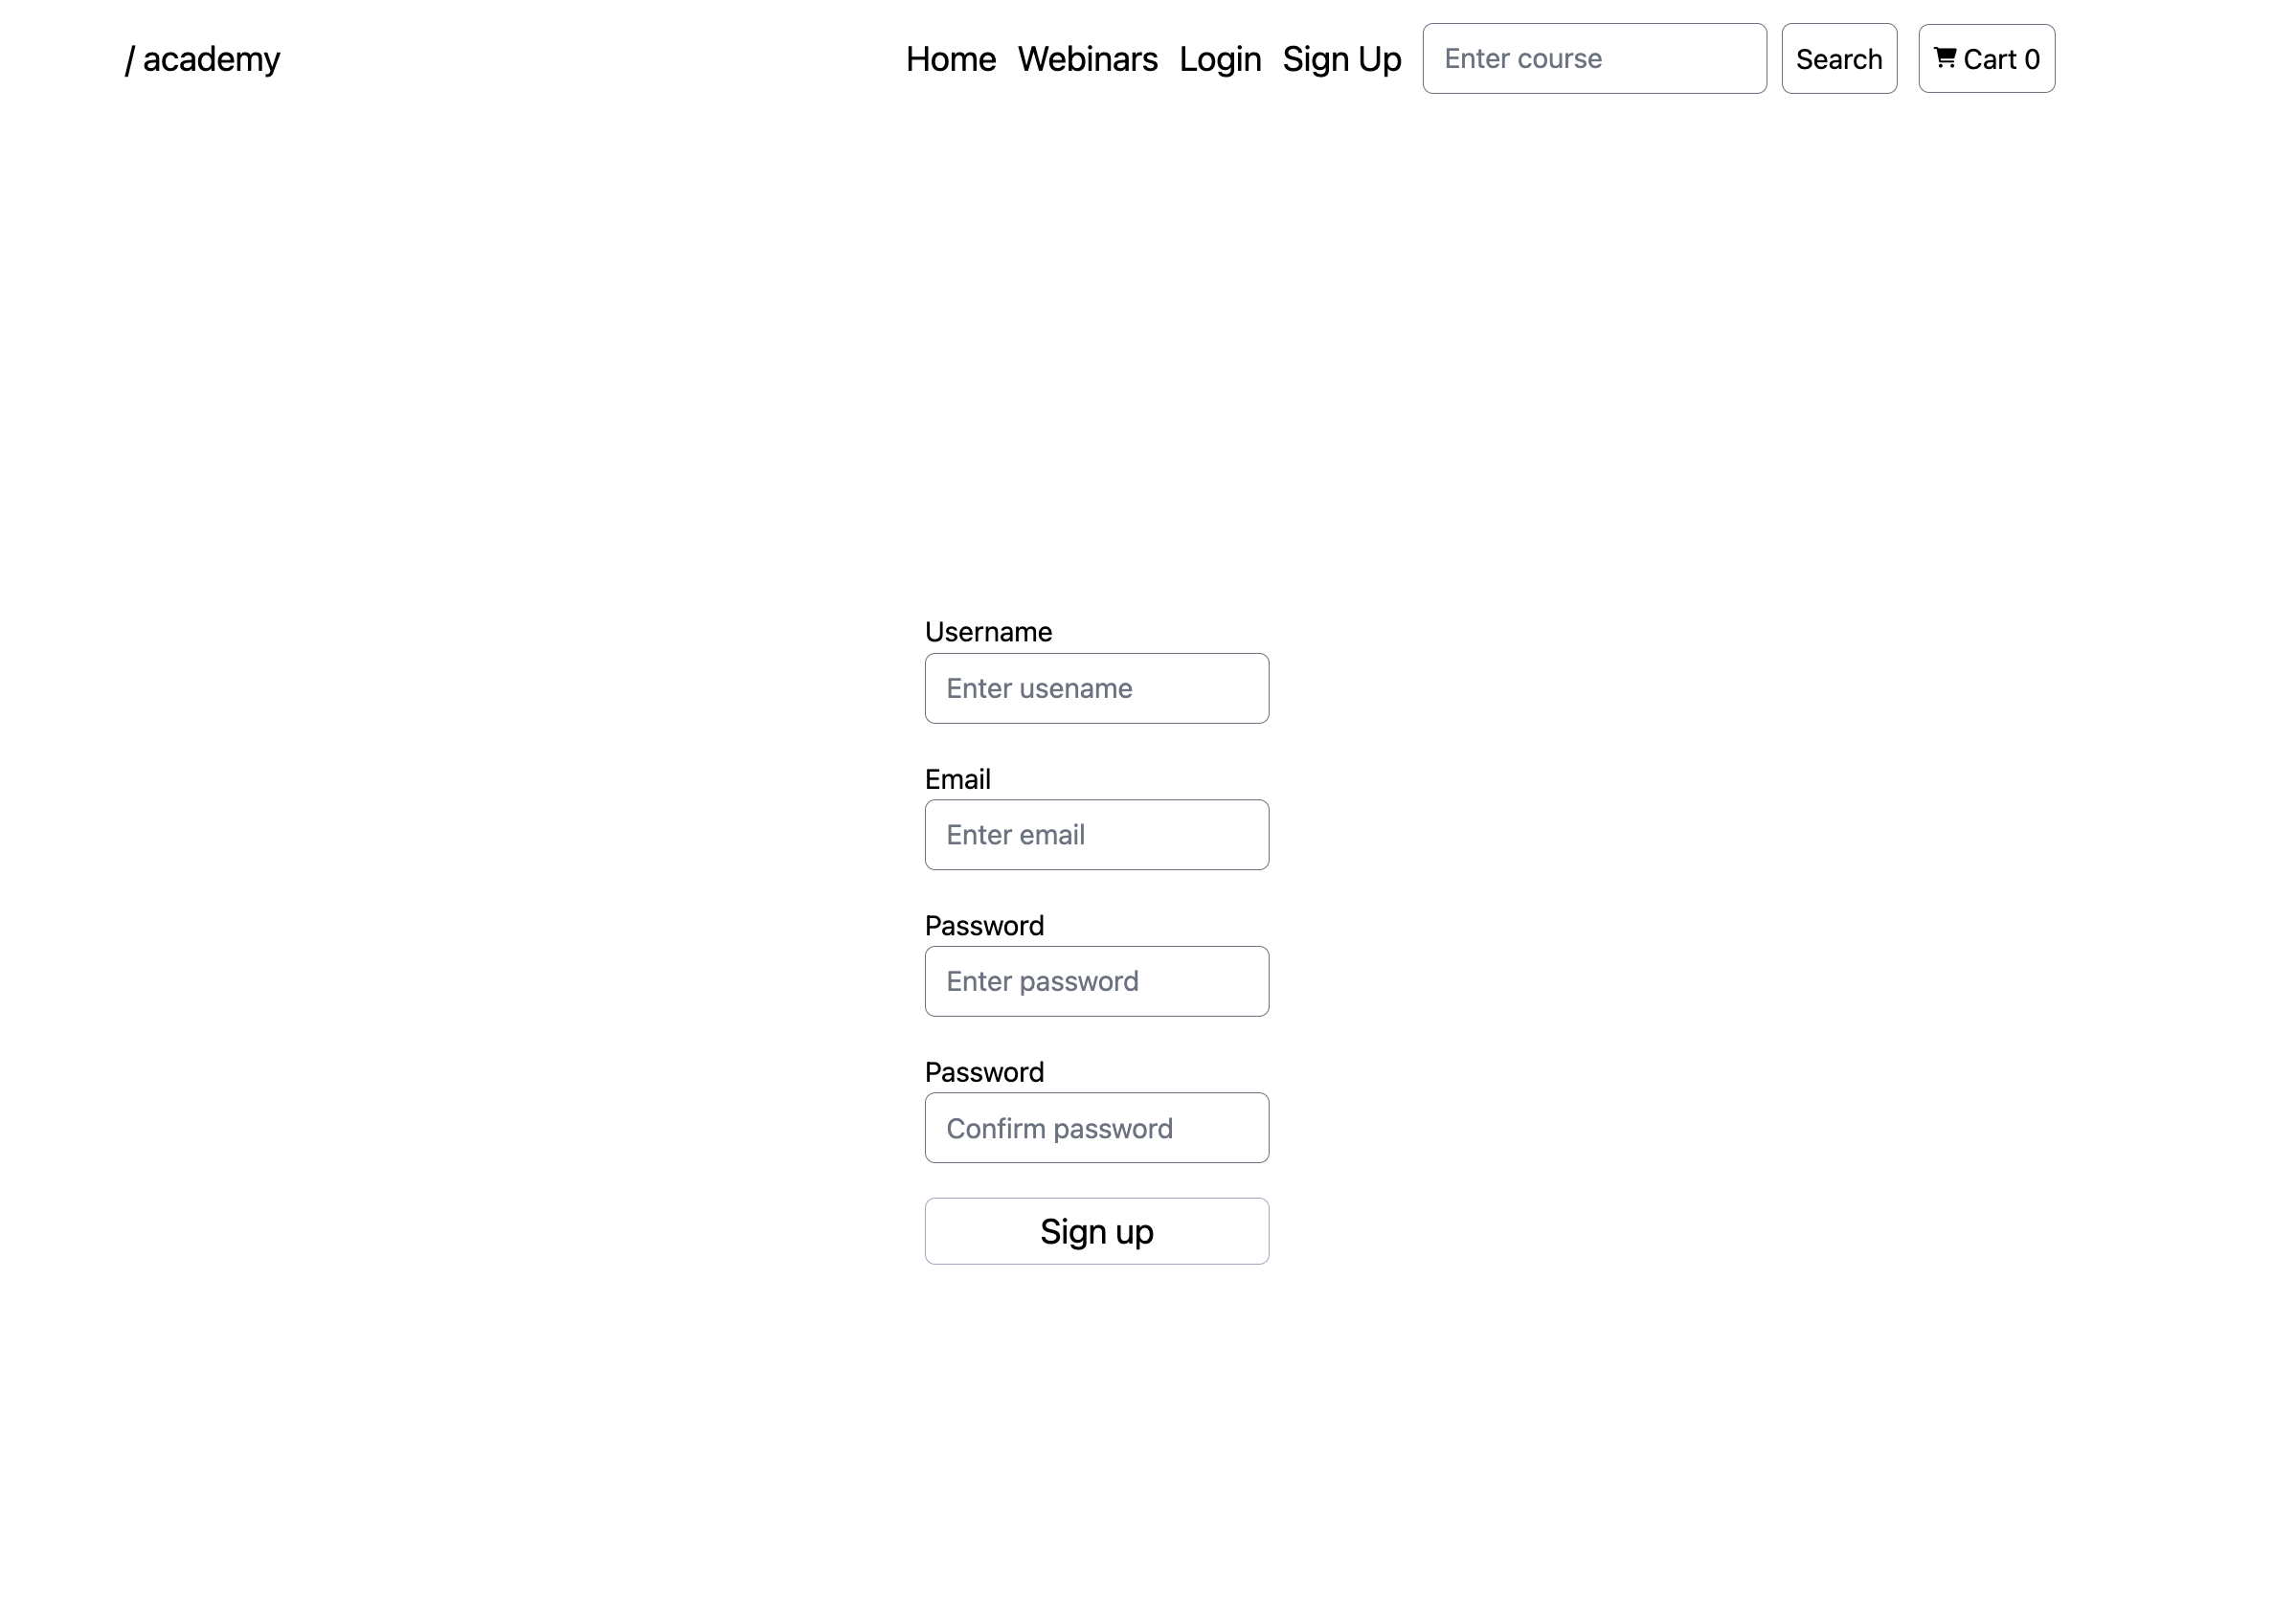 / academy Home Webinars Login Sign Up Enter course Search Cart 0
Username
Enter usename
Email
Enter email
Password
Enter password
Password
Confirm password
Sign up